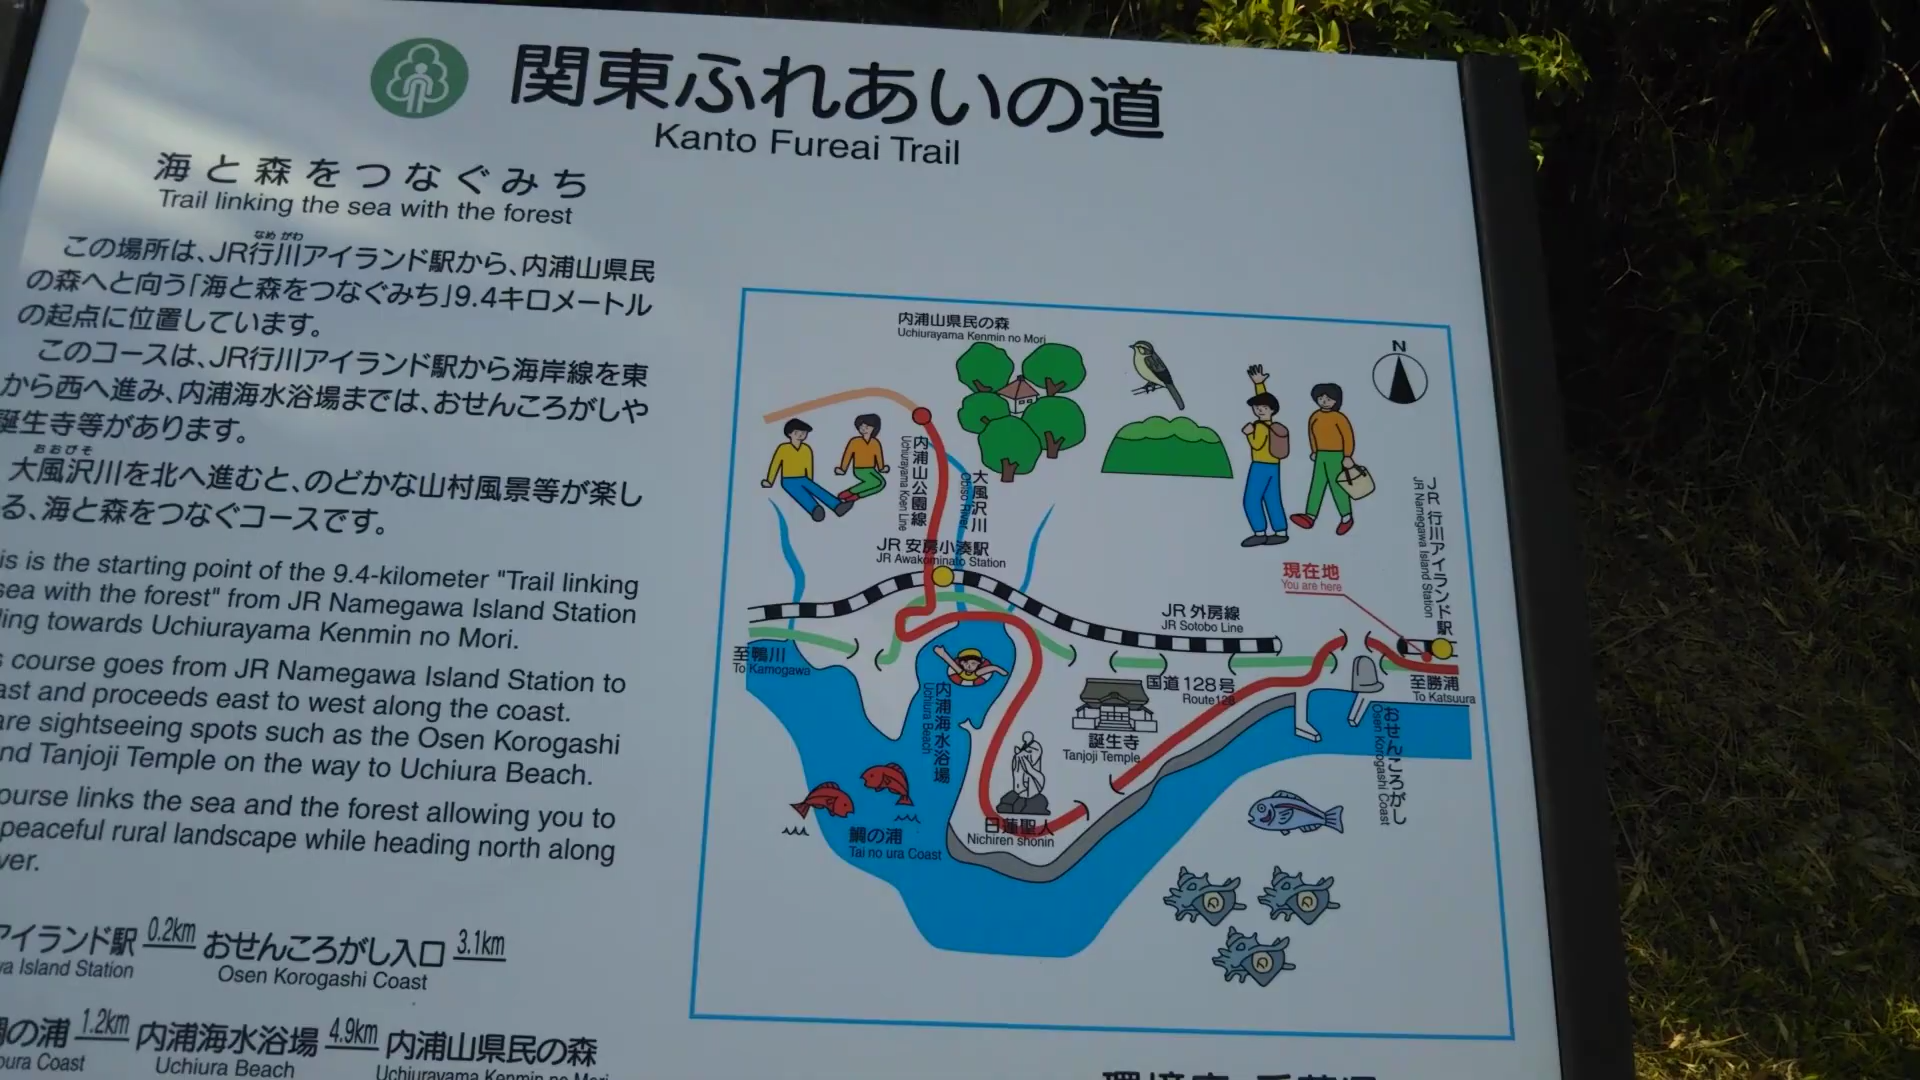 関東ふれあいの道
Kanto Fureai Trail
海と森をつなぐみち
Trail linking the sea with the forest
なめがわ
この場所は、JR行川アイランド駅から、内浦山県民
の森へと向う「海と森をつなぐみち」9.4キロメートル
の起点に位置しています。
このコースは、JR行川アイランド駅から海岸線を東
から西へ進み、内浦海水浴場までは、おせんころがしや
誕生寺等があります。
おおびそ
大風沢川を北へ進むと、のどかな山村風景等が楽し
る、海と森をつなぐコースです。
is is the starting point of the 9.4-kilometer "Trail linking
sea with the forest" from JR Namegawa Island Station
ding towards Uchiurayama Kenmin no Mori.
s course goes from JR Namegawa Island Station to
ast and proceeds east to west along the coast.
are sightseeing spots such as the Osen Korogashi
nd Tanjoji Temple on the way to Uchiura Beach.
ourse links the sea and the forest allowing you to
peaceful rural landscape while heading north along
ver.
アイランド駅 0.2km おせんころがし入口 3.1km
wa Island Station Osen Korogashi Coast
鯛の浦 1.2km 内浦海水浴場 4.9km 内浦山県民の森
oura Coast Uchiura Beach Uchiurayama Kenmin no Mori
内浦山県民の森
Uchiurayama Kenmin no Mori
N
内浦山公園線
Uchiurayama Koen Line
大風沢川
Obiso River
JR 安房小湊駅
JR Awakominato Station
JR 行川アイランド駅
JR Namegawa Island Station
現在地
You are here
JR 外房線
JR Sotobo Line
至鴨川
To Kamogawa
国道128号
Route128
至勝浦
To Katsuura
内浦海水浴場
Uchiura Beach
誕生寺
Tanjoji Temple
おせんころがし
Osen Korogashi Coast
日蓮聖人
Nichiren shonin
鯛の浦
Tai no ura Coast